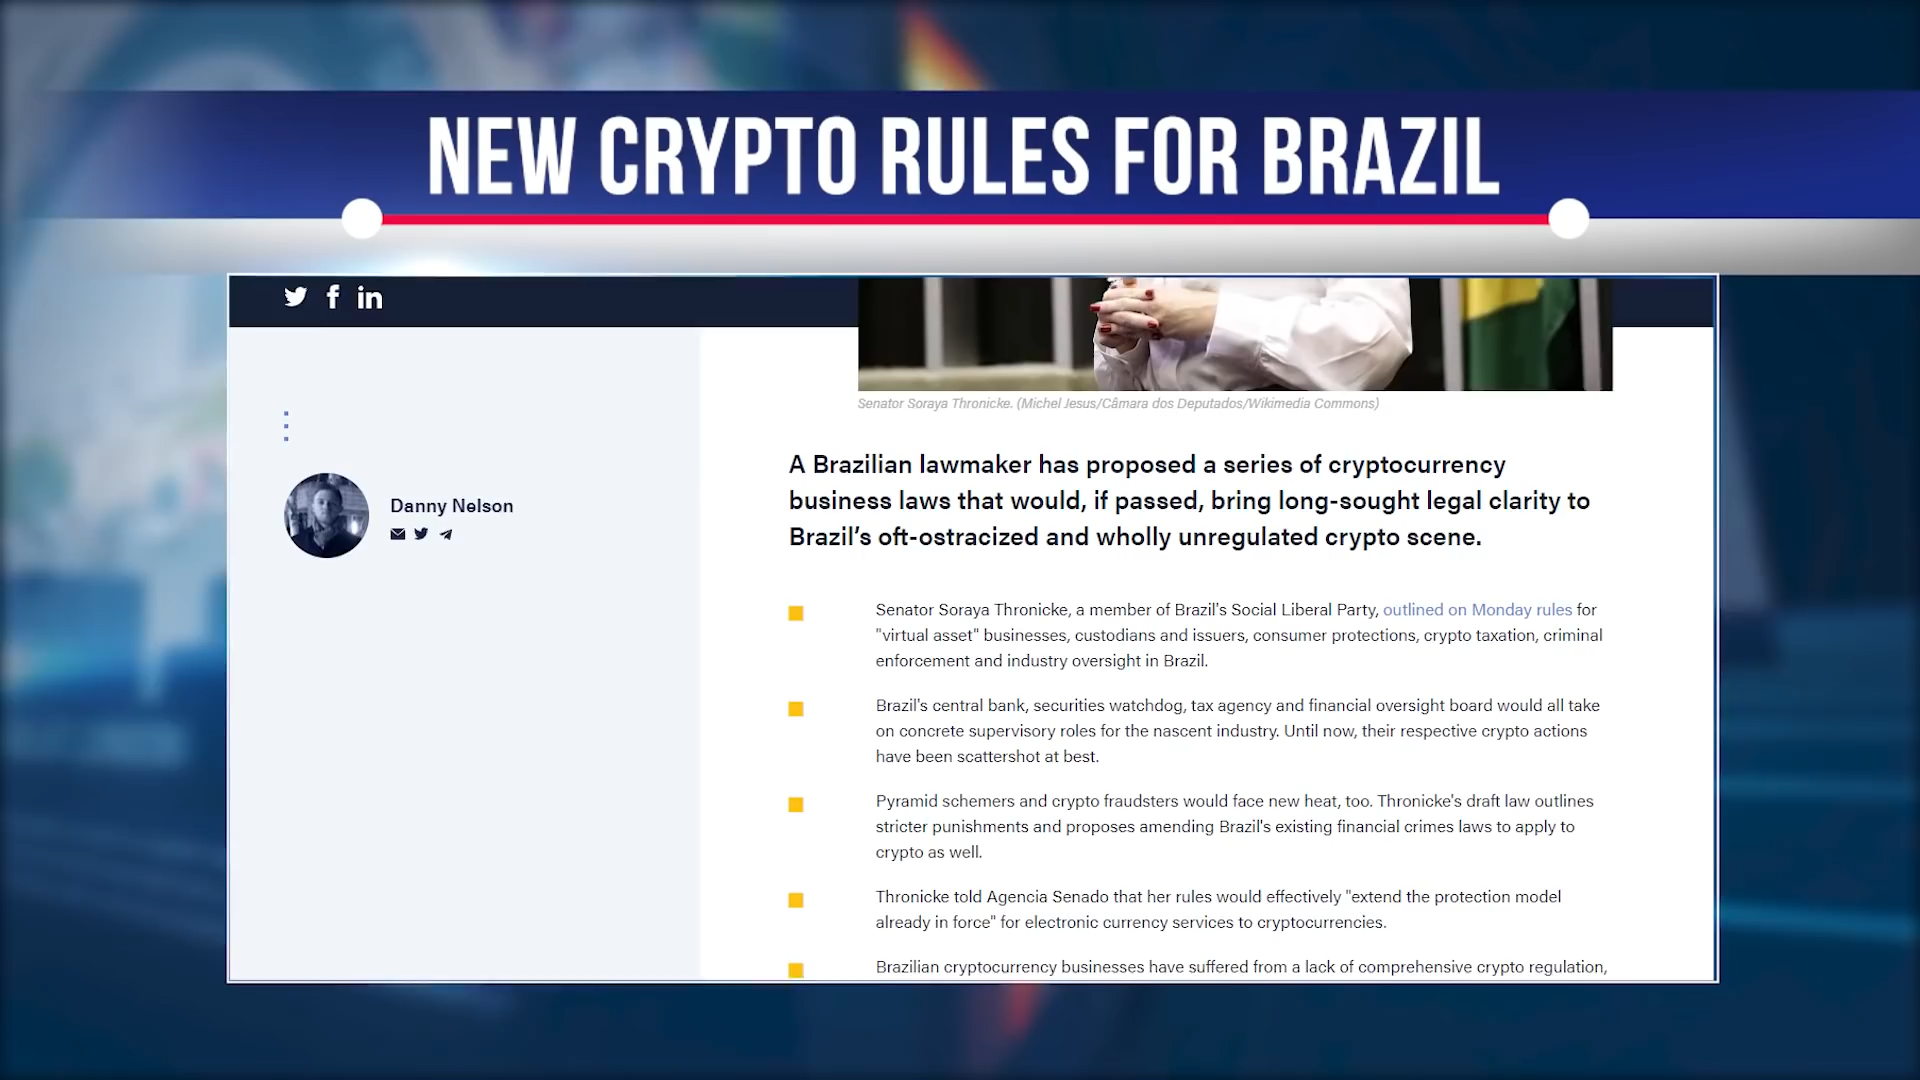 NEW CRYPTO RULES FOR BRAZIL
Senator Soraya Thronicke. (Michel Jesus/Câmara dos Deputados/Wikimedia Commons)
Danny Nelson
A Brazilian lawmaker has proposed a series of cryptocurrency
business laws that would, if passed, bring long-sought legal clarity to
Brazil’s oft-ostracized and wholly unregulated crypto scene.
Senator Soraya Thronicke, a member of Brazil's Social Liberal Party, outlined on Monday rules for
"virtual asset" businesses, custodians and issuers, consumer protections, crypto taxation, criminal
enforcement and industry oversight in Brazil.
Brazil's central bank, securities watchdog, tax agency and financial oversight board would all take
on concrete supervisory roles for the nascent industry. Until now, their respective crypto actions
have been scattershot at best.
Pyramid schemers and crypto fraudsters would face new heat, too. Thronicke's draft law outlines
stricter punishments and proposes amending Brazil's existing financial crimes laws to apply to
crypto as well.
Thronicke told Agencia Senado that her rules would effectively "extend the protection model
already in force" for electronic currency services to cryptocurrencies.
Brazilian cryptocurrency businesses have suffered from a lack of comprehensive crypto regulation,